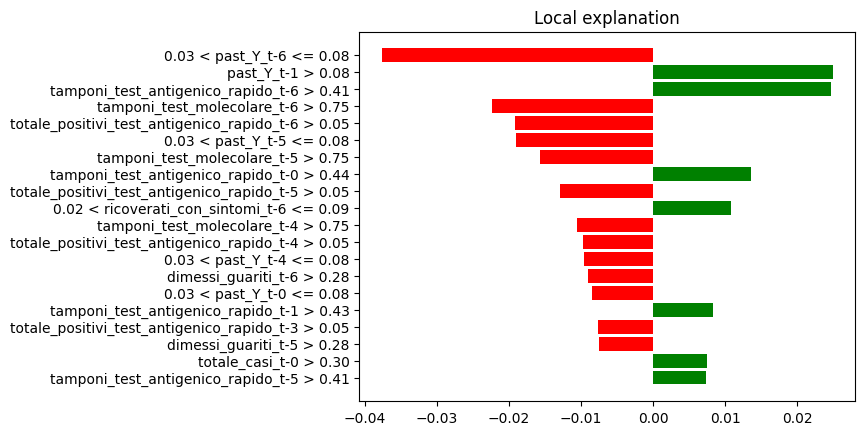 Local explanation
0.03 < past_Y_t-6 <= 0.08
past_Y_t-1 > 0.08
tamponi_test_antigenico_rapido_t-6 > 0.41
tamponi_test_molecolare_t-6 > 0.75
totale_positivi_test_antigenico_rapido_t-6 > 0.05
0.03 < past_Y_t-5 <= 0.08
tamponi_test_molecolare_t-5 > 0.75
tamponi_test_antigenico_rapido_t-0 > 0.44
totale_positivi_test_antigenico_rapido_t-5 > 0.05
0.02 < ricoverati_con_sintomi_t-6 <= 0.09
tamponi_test_molecolare_t-4 > 0.75
totale_positivi_test_antigenico_rapido_t-4 > 0.05
0.03 < past_Y_t-4 <= 0.08
dimessi_guariti_t-6 > 0.28
0.03 < past_Y_t-0 <= 0.08
tamponi_test_antigenico_rapido_t-1 > 0.43
totale_positivi_test_antigenico_rapido_t-3 > 0.05
dimessi_guariti_t-5 > 0.28
totale_casi_t-0 > 0.30
tamponi_test_antigenico_rapido_t-5 > 0.41
−0.04 −0.03 −0.02 −0.01 0.00 0.01 0.02